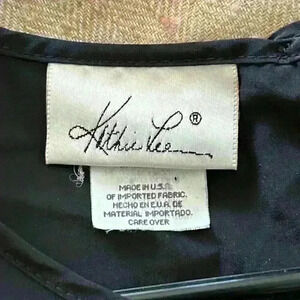 Kathie Lee ®
MADE IN U.S.A.
OF IMPORTED FABRIC.
HECHO EN E.U.A. DE
MATERIAL IMPORTADO.
CARE OVER